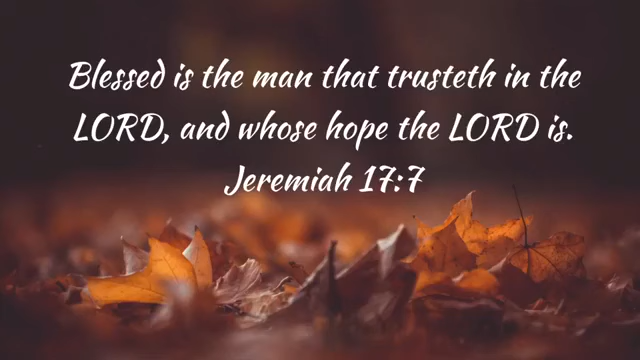 Blessed is the man that trusteth in the
LORD, and whose hope the LORD is.
Jeremiah 17:7